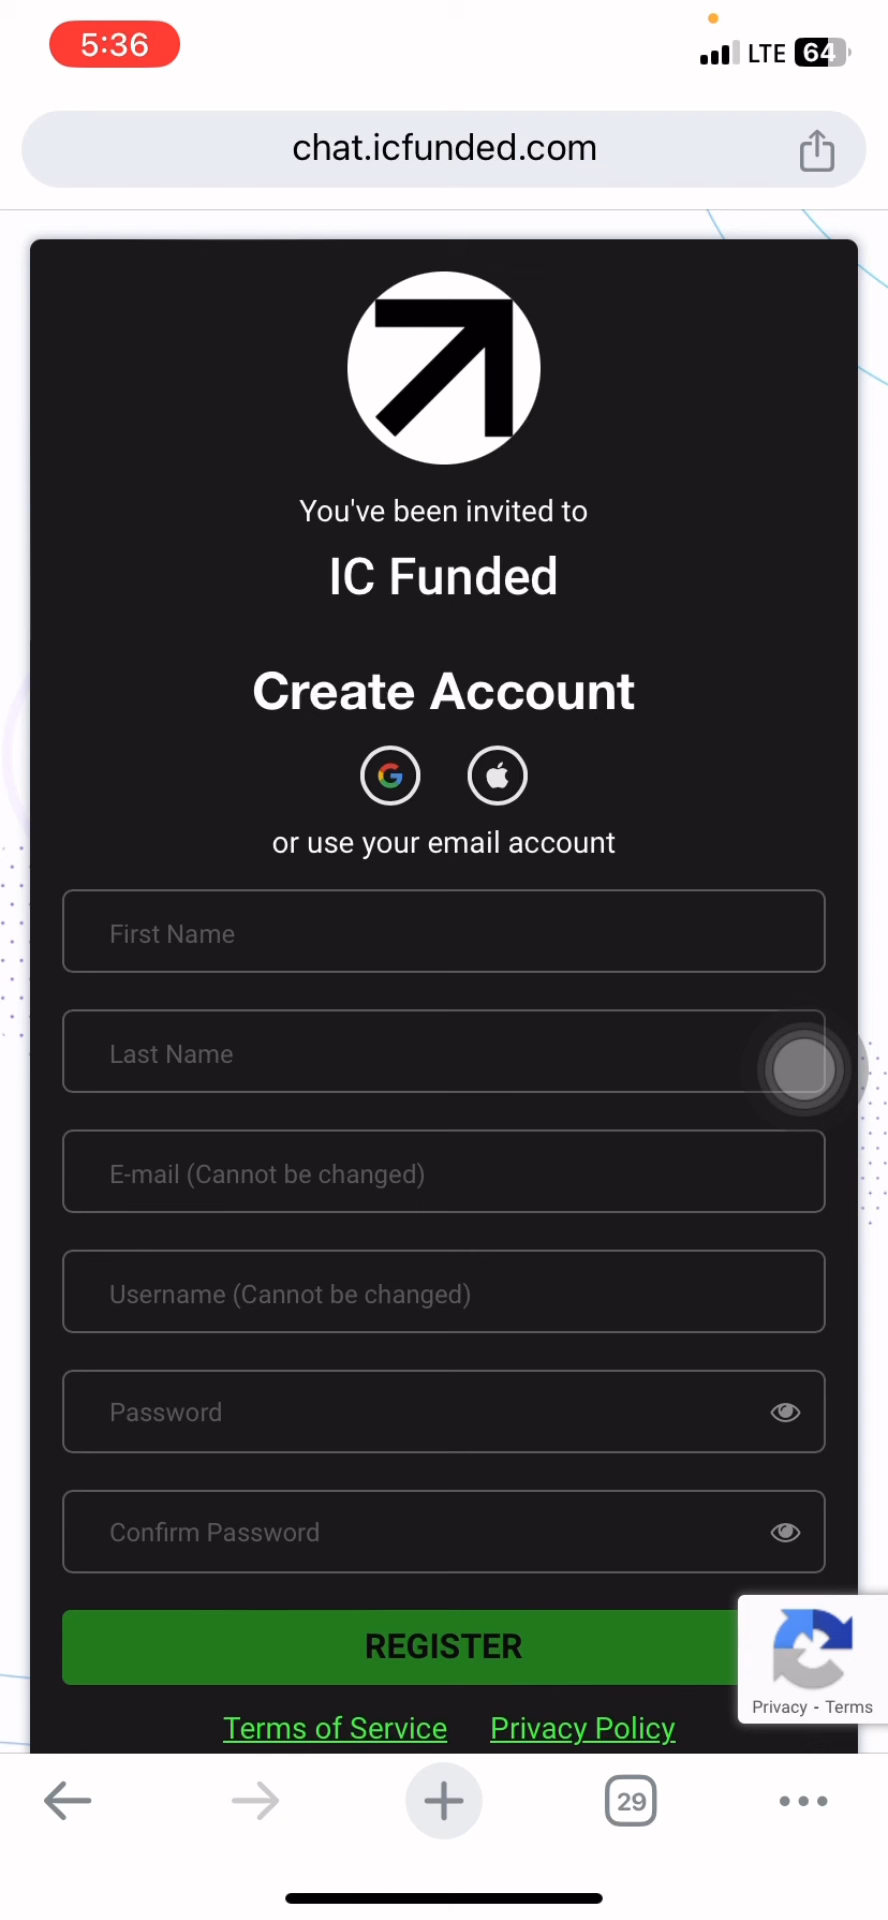 5:36
LTE 64
chat.icfunded.com
You've been invited to
IC Funded
Create Account
or use your email account
First Name
Last Name
E-mail (Cannot be changed)
Username (Cannot be changed)
Password
Confirm Password
REGISTER
Privacy - Terms
Terms of Service Privacy Policy
29